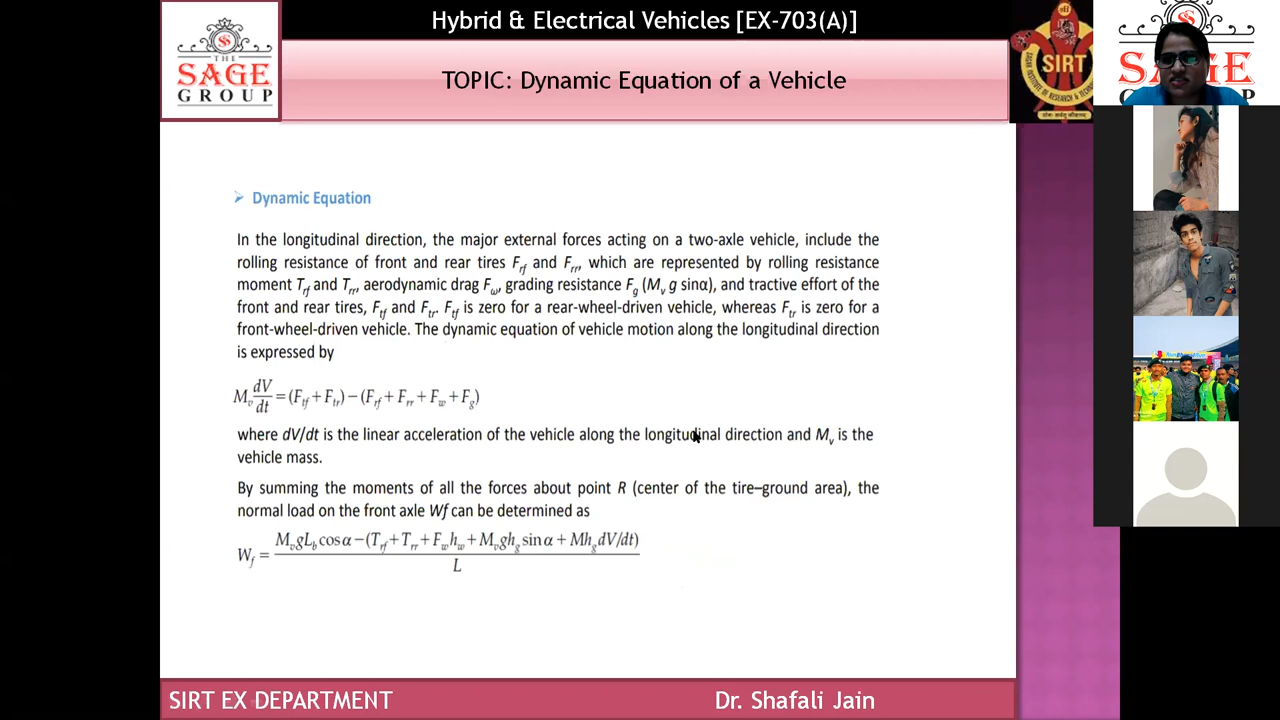 Hybrid & Electrical Vehicles [EX-703(A)]
THE
SAGE
GROUP
TOPIC: Dynamic Equation of a Vehicle
SIRT
SAGE
➢ Dynamic Equation
In the longitudinal direction, the major external forces acting on a two-axle vehicle, include the
rolling resistance of front and rear tires F_rf and F_rr, which are represented by rolling resistance
moment T_rf and T_rr, aerodynamic drag F_ω, grading resistance F_g (M_v g sinα), and tractive effort of the
front and rear tires, F_tf and F_tr. F_tf is zero for a rear-wheel-driven vehicle, whereas F_tr is zero for a
front-wheel-driven vehicle. The dynamic equation of vehicle motion along the longitudinal direction
is expressed by
M_v dV/dt = (F_tf + F_tr) − (F_rf + F_rr + F_w + F_g)
where dV/dt is the linear acceleration of the vehicle along the longitudinal direction and M_v is the
vehicle mass.
By summing the moments of all the forces about point R (center of the tire–ground area), the
normal load on the front axle Wf can be determined as
W_f = (M_v gL_b cos α − (T_rf + T_rr + F_w h_w + M_v gh_g sin α + Mh_g dV/dt)) / L
SIRT EX DEPARTMENT
Dr. Shafali Jain